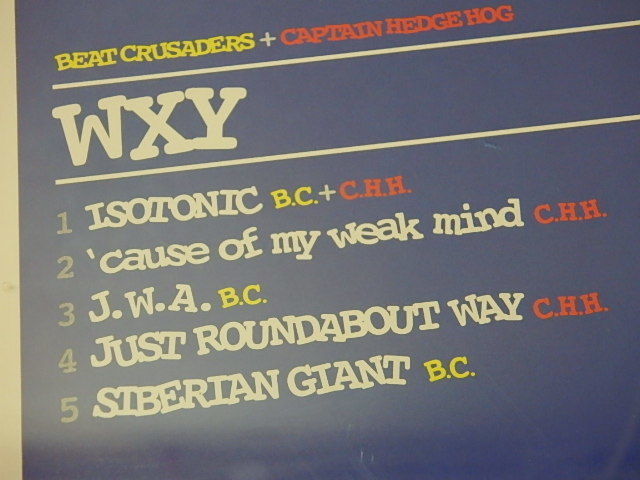 BEAT CRUSADERS + CAPTAIN HEDGE HOG
WXY
1 ISOTONIC B.C.+C.H.H.
2 'cause of my weak mind C.H.H.
3 J.W.A. B.C.
4 JUST ROUNDABOUT WAY C.H.H.
5 SIBERIAN GIANT B.C.